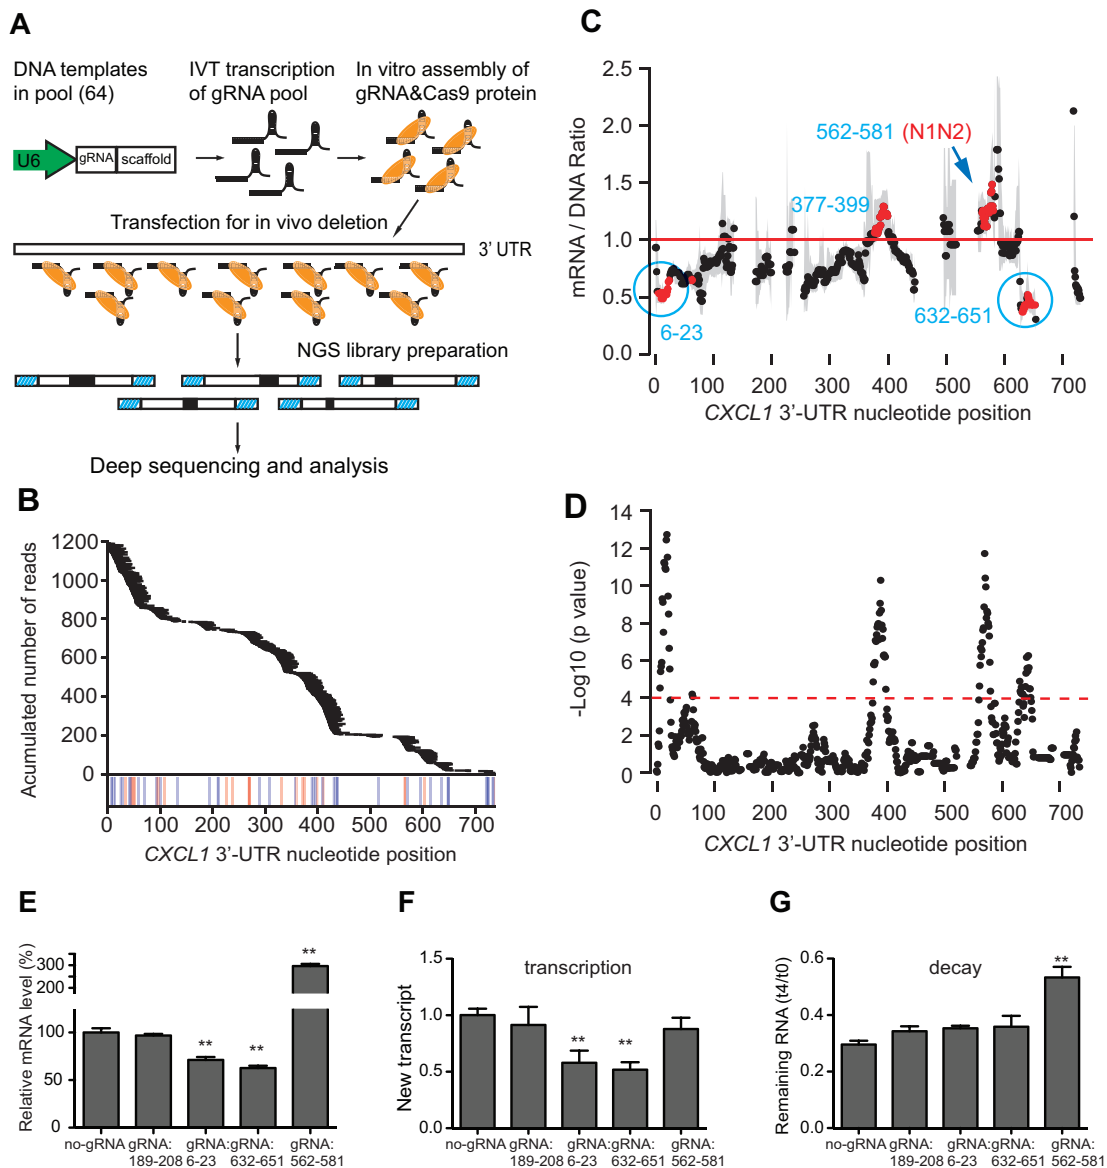 A
DNA templates
in pool (64)
IVT transcription
of gRNA pool
In vitro assembly of
gRNA&Cas9 protein
U6
gRNA
scaffold
Transfection for in vivo deletion
3' UTR
NGS library preparation
Deep sequencing and analysis
B
Acumulated number of reads
1200
1000
800
600
400
200
0
0 100 200 300 400 500 600 700
CXCL1 3'-UTR nucleotide position
C
mRNA / DNA Ratio
2.5
2.0
1.5
1.0
0.5
0.0
562-581 (N1N2)
377-399
6-23
632-651
0 100 200 300 400 500 600 700
CXCL1 3'-UTR nucleotide position
D
-Log10 (p value)
14
12
10
8
6
4
2
0
0 100 200 300 400 500 600 700
CXCL1 3'-UTR nucleotide position
E
Relative mRNA level (%)
300
200
100
50
0
**
**
**
no-gRNA
gRNA:
189-208
gRNA:
6-23
gRNA:
632-651
gRNA:
562-581
F
transcription
New transcript
1.5
1.0
0.5
0.0
**
**
no-gRNA
gRNA:
189-208
gRNA:
6-23
gRNA:
632-651
gRNA:
562-581
G
decay
Remaining RNA (t4/t0)
0.6
0.4
0.2
0.0
**
no-gRNA
gRNA:
189-208
gRNA:
6-23
gRNA:
632-651
gRNA:
562-581